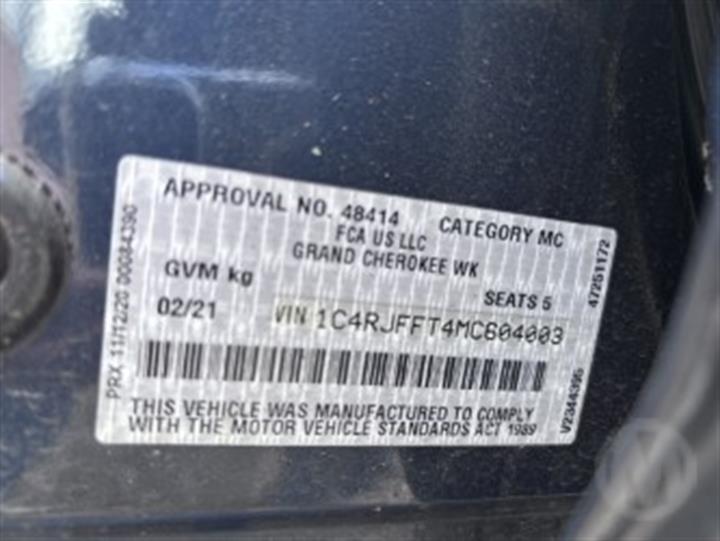 APPROVAL NO. 48414 CATEGORY MC
FCA US LLC
GRAND CHEROKEE WK
GVM kg
SEATS 5
02/21 VIN 1C4RJFFT4MC604003
THIS VEHICLE WAS MANUFACTURED TO COMPLY
WITH THE MOTOR VEHICLE STANDARDS ACT 1989
PRX 11/12/20 00084390
47251172
V2344395